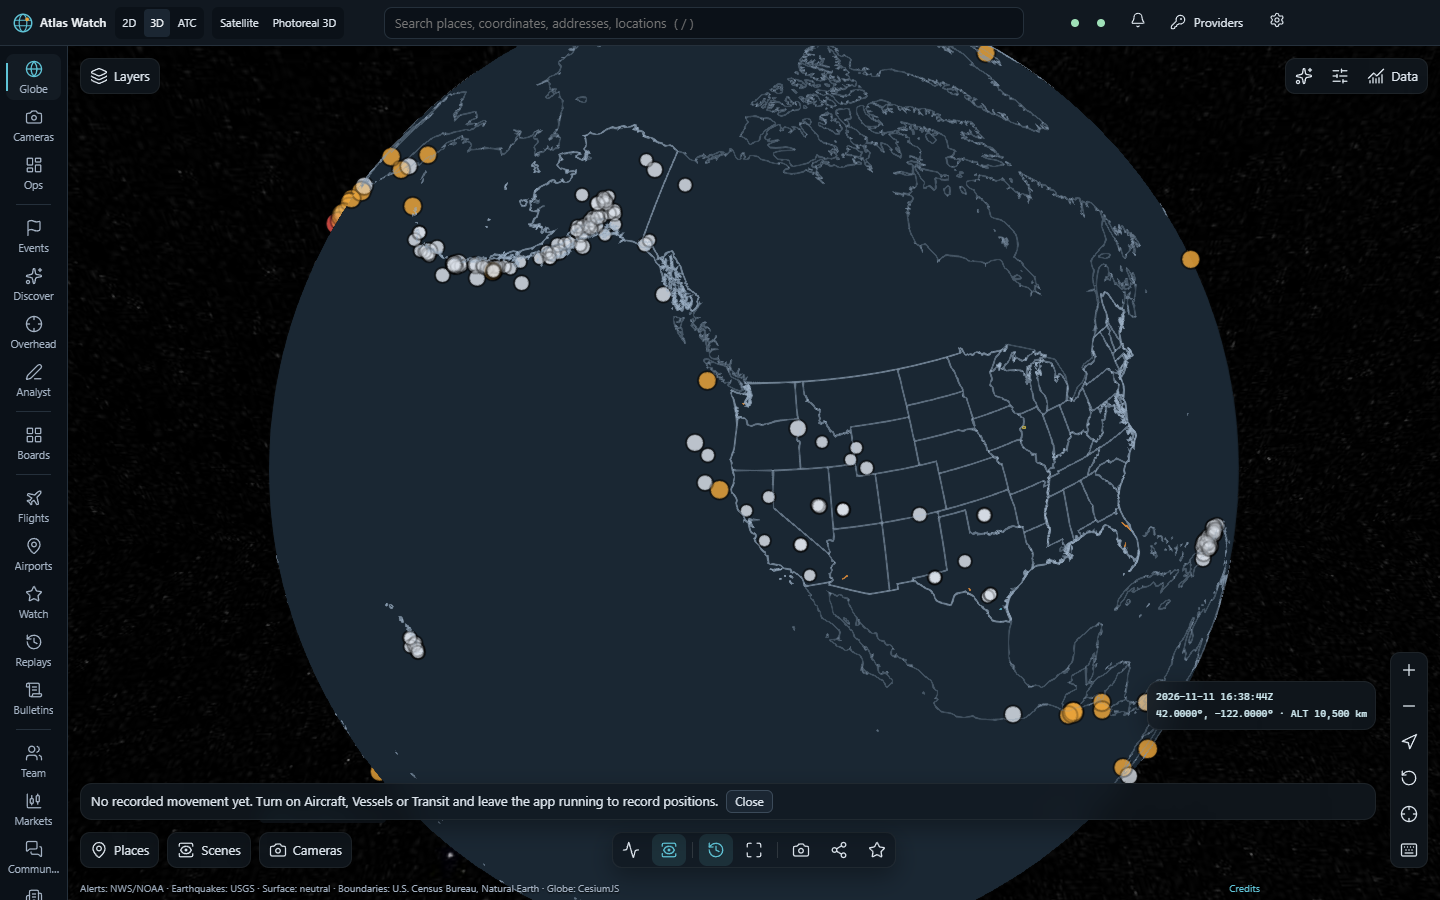 Atlas Watch
2D
3D
ATC
Satellite
Photoreal 3D
Search places, coordinates, addresses, locations ( / )
Providers
Globe
Cameras
Ops
Events
Discover
Overhead
Analyst
Boards
Flights
Airports
Watch
Replays
Bulletins
Team
Markets
Commun...
Layers
Data
2026-11-11 16:38:44Z
42.0000°, -122.0000° · ALT 10,500 km
No recorded movement yet. Turn on Aircraft, Vessels or Transit and leave the app running to record positions.
Close
Places
Scenes
Cameras
Alerts: NWS/NOAA · Earthquakes: USGS · Surface: neutral · Boundaries: U.S. Census Bureau, Natural Earth · Globe: CesiumJS
Credits